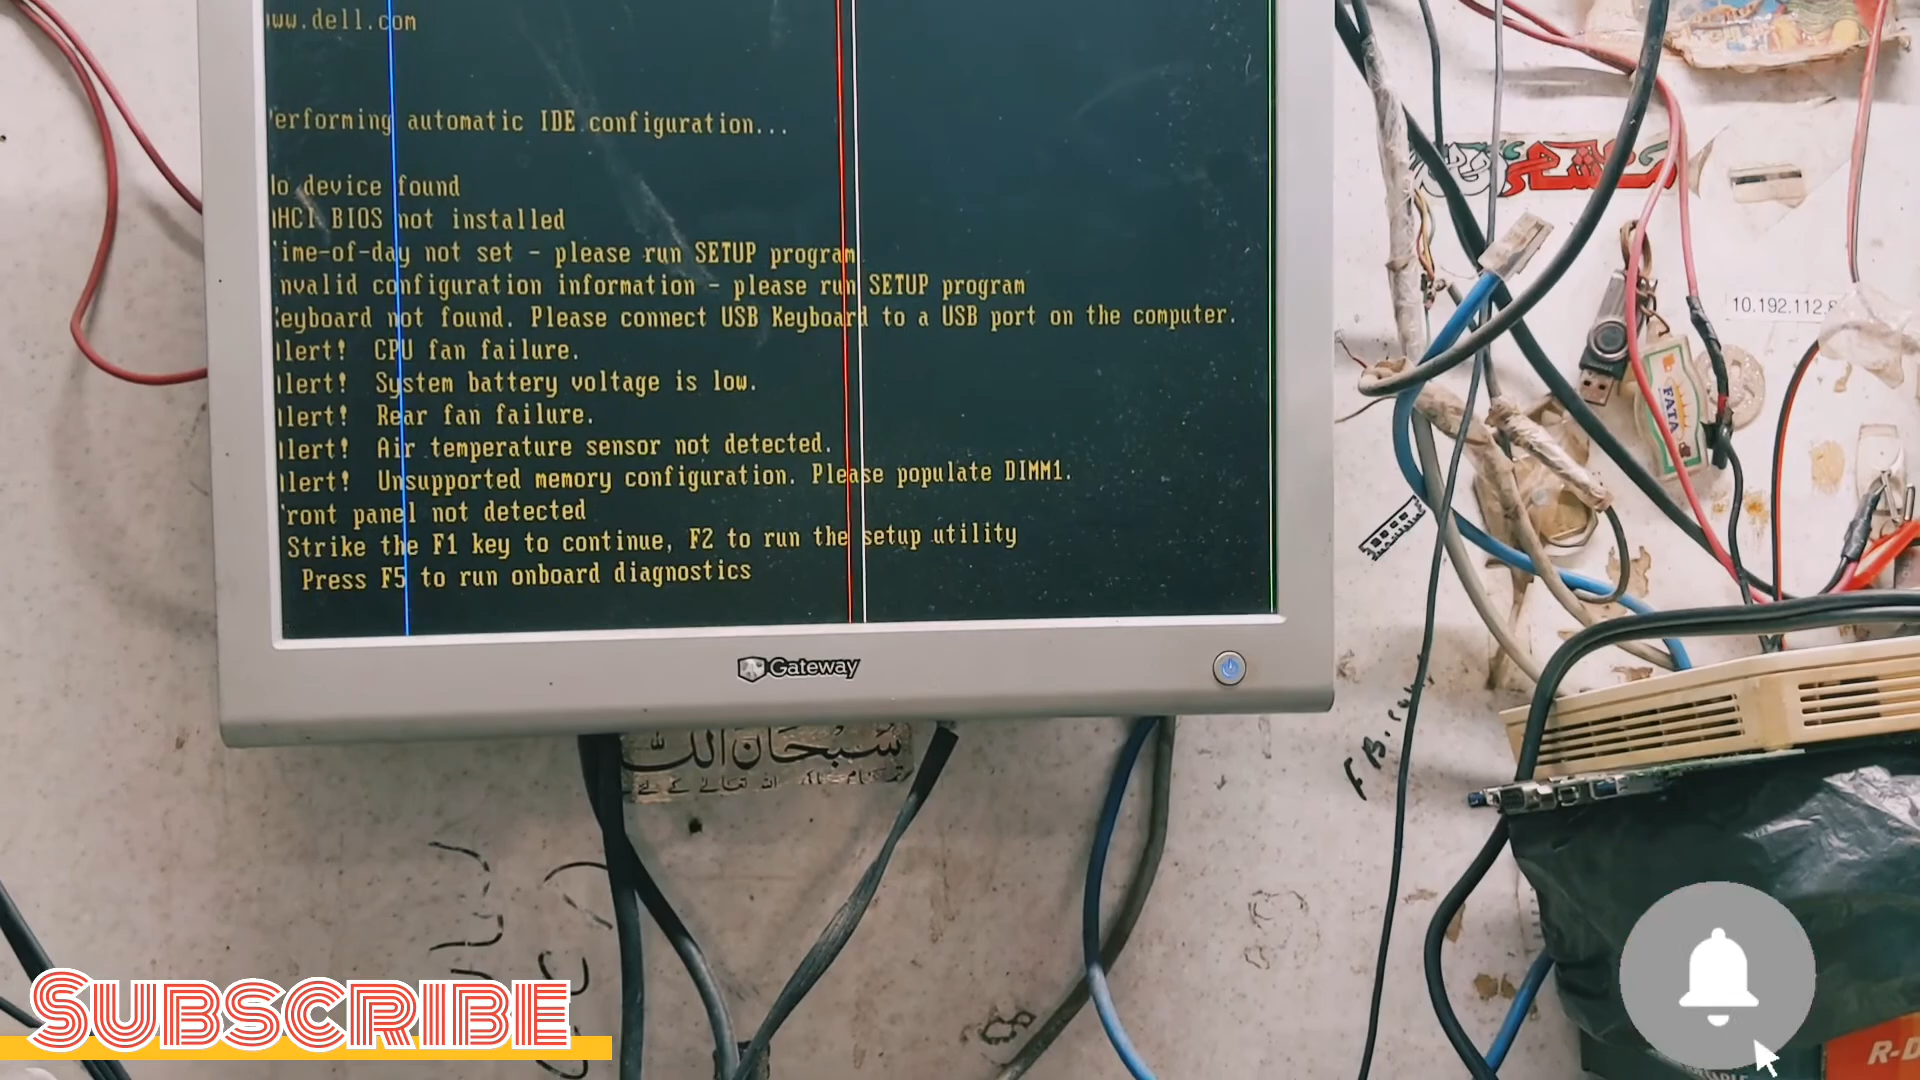 www.dell.com
erforming automatic IDE configuration...
o device found
AHCI BIOS not installed
ime-of-day not set - please run SETUP program
nvalid configuration information - please run SETUP program
eyboard not found. Please connect USB Keyboard to a USB port on the computer.
lert! CPU fan failure.
lert! System battery voltage is low.
lert! Rear fan failure.
lert! Air temperature sensor not detected.
lert! Unsupported memory configuration. Please populate DIMM1.
ront panel not detected
Strike the F1 key to continue, F2 to run the setup utility
Press F5 to run onboard diagnostics
Gateway
10.192.112.
FATA
سبحان الله
SUBSCRIBE
R-D